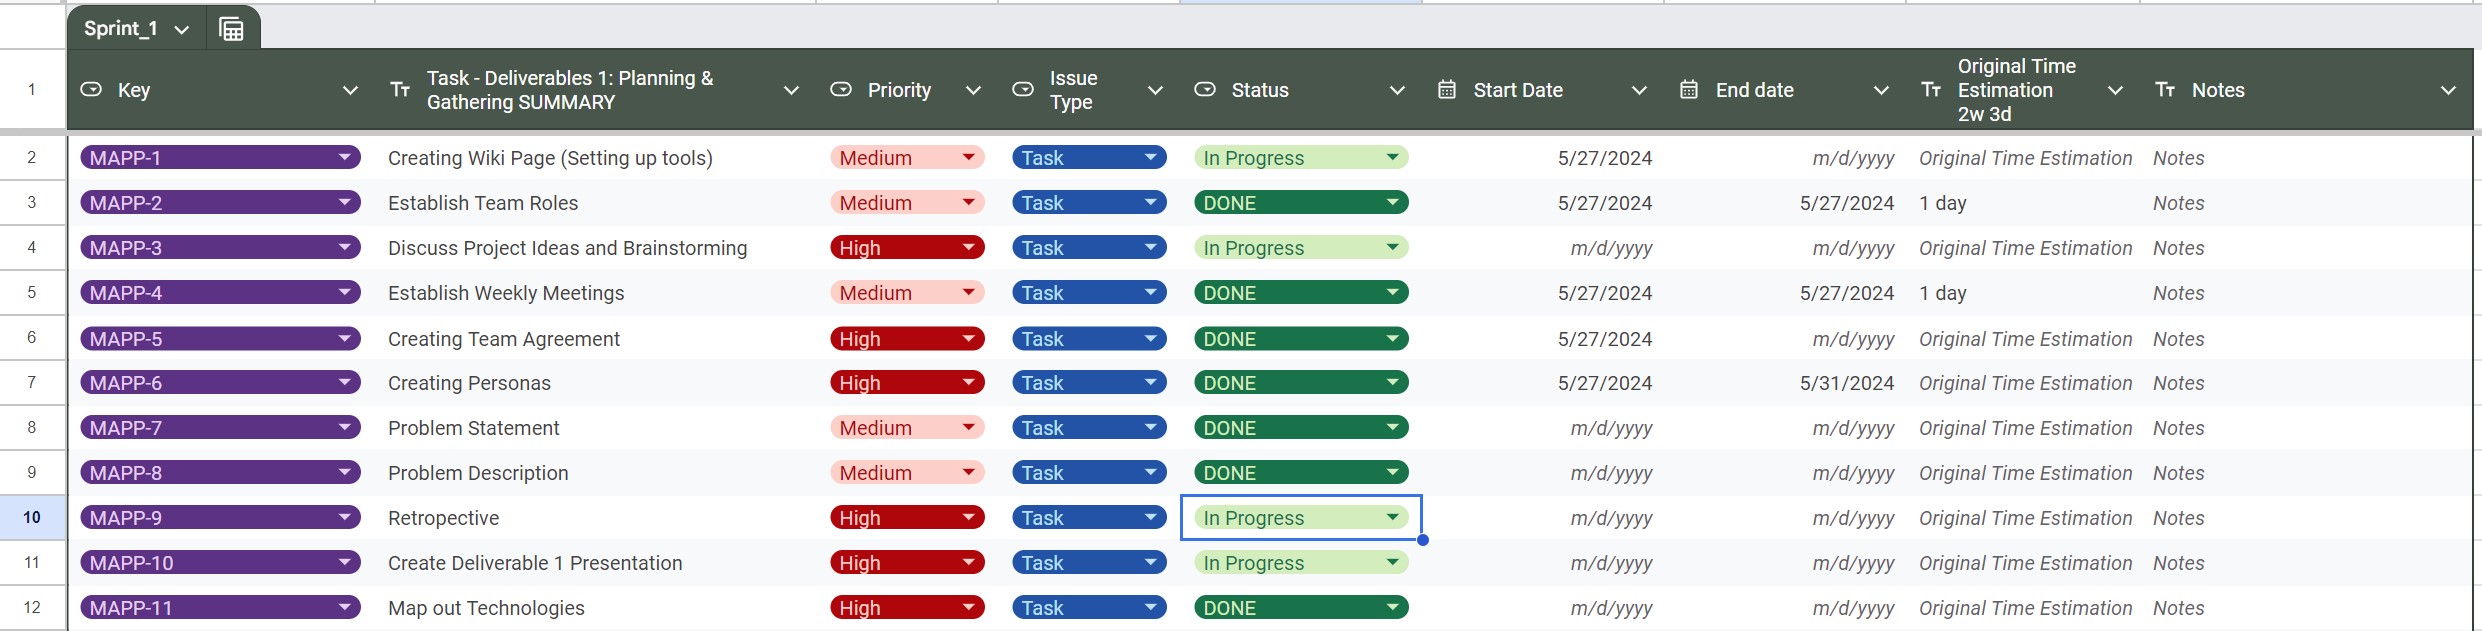 Sprint_1
1 Key Task - Deliverables 1: Planning & Gathering SUMMARY Priority Issue Type Status Start Date End date Original Time Estimation 2w 3d Notes
2 MAPP-1 Creating Wiki Page (Setting up tools) Medium Task In Progress 5/27/2024 m/d/yyyy Original Time Estimation Notes
3 MAPP-2 Establish Team Roles Medium Task DONE 5/27/2024 5/27/2024 1 day Notes
4 MAPP-3 Discuss Project Ideas and Brainstorming High Task In Progress m/d/yyyy m/d/yyyy Original Time Estimation Notes
5 MAPP-4 Establish Weekly Meetings Medium Task DONE 5/27/2024 5/27/2024 1 day Notes
6 MAPP-5 Creating Team Agreement High Task DONE 5/27/2024 m/d/yyyy Original Time Estimation Notes
7 MAPP-6 Creating Personas High Task DONE 5/27/2024 5/31/2024 Original Time Estimation Notes
8 MAPP-7 Problem Statement Medium Task DONE m/d/yyyy m/d/yyyy Original Time Estimation Notes
9 MAPP-8 Problem Description Medium Task DONE m/d/yyyy m/d/yyyy Original Time Estimation Notes
10 MAPP-9 Retropective High Task In Progress m/d/yyyy m/d/yyyy Original Time Estimation Notes
11 MAPP-10 Create Deliverable 1 Presentation High Task In Progress m/d/yyyy m/d/yyyy Original Time Estimation Notes
12 MAPP-11 Map out Technologies High Task DONE m/d/yyyy m/d/yyyy Original Time Estimation Notes